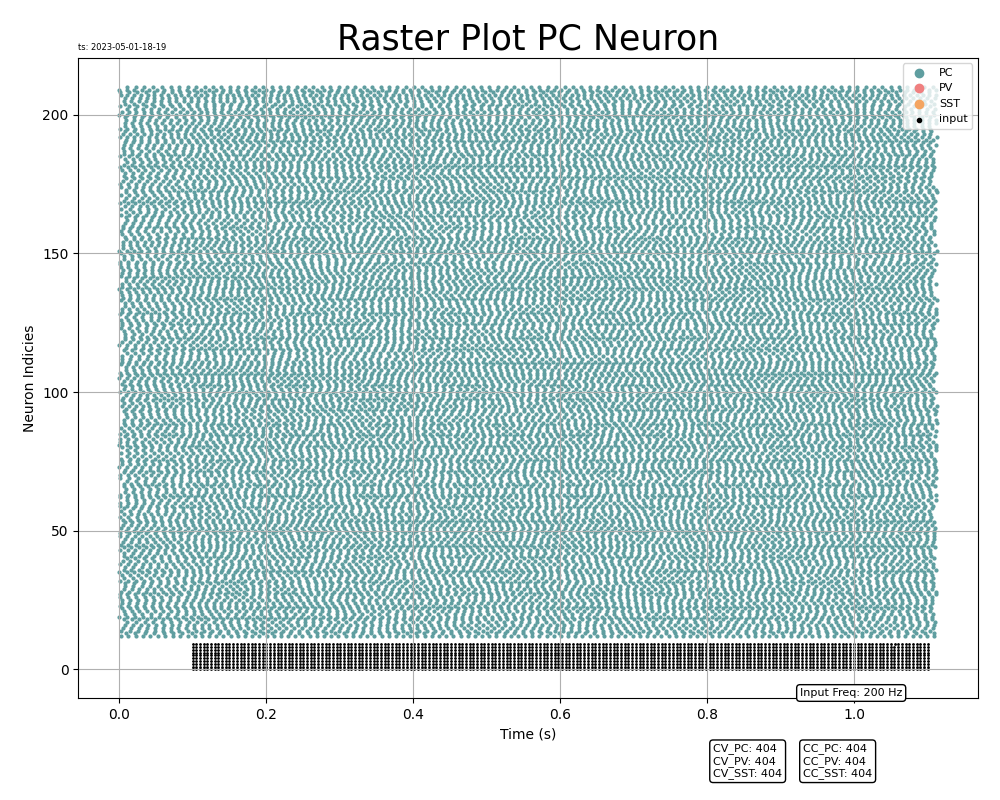 Raster Plot PC Neuron
ts: 2023-05-01-18-19
PC
PV
SST
input
200
150
100
50
0
Neuron Indicies
0.0 0.2 0.4 0.6 0.8 1.0
Time (s)
Input Freq: 200 Hz
CV_PC: 404
CV_PV: 404
CV_SST: 404
CC_PC: 404
CC_PV: 404
CC_SST: 404